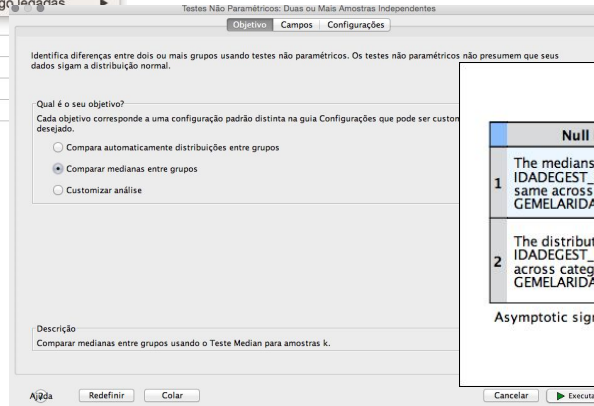 go legadas
Testes Não Paramétricos: Duas ou Mais Amostras Independentes
Objetivo Campos Configurações
Identifica diferenças entre dois ou mais grupos usando testes não paramétricos. Os testes não paramétricos não presumem que seus
dados sigam a distribuição normal.
Qual é o seu objetivo?
Cada objetivo corresponde a uma configuração padrão distinta na guia Configurações que pode ser custom
desejado.
Compara automaticamente distribuições entre grupos
Comparar medianas entre grupos
Customizar análise
Descrição
Comparar medianas entre grupos usando o Teste Median para amostras k.
Ajuda Redefinir Colar Cancelar Executa
Null
1 The medians
IDADEGEST_
same across
GEMELARIDA
2 The distribut
IDADEGEST_
across categ
GEMELARIDA
Asymptotic sign